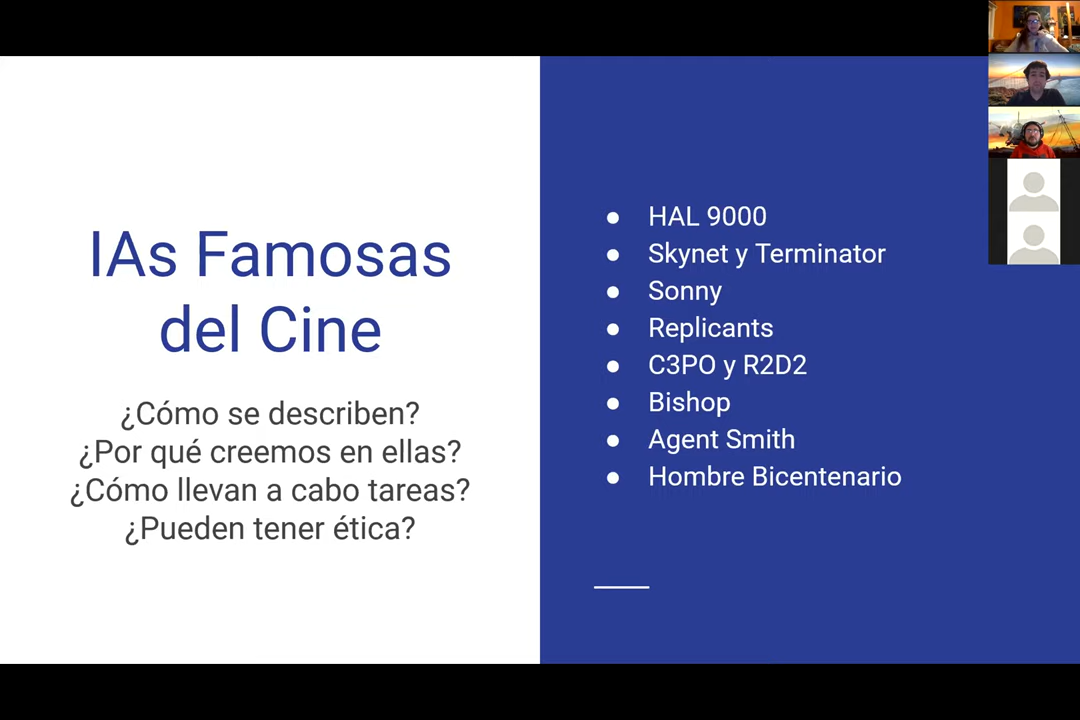 IAs Famosas
del Cine
¿Cómo se describen?
¿Por qué creemos en ellas?
¿Cómo llevan a cabo tareas?
¿Pueden tener ética?
● HAL 9000
● Skynet y Terminator
● Sonny
● Replicants
● C3PO y R2D2
● Bishop
● Agent Smith
● Hombre Bicentenario